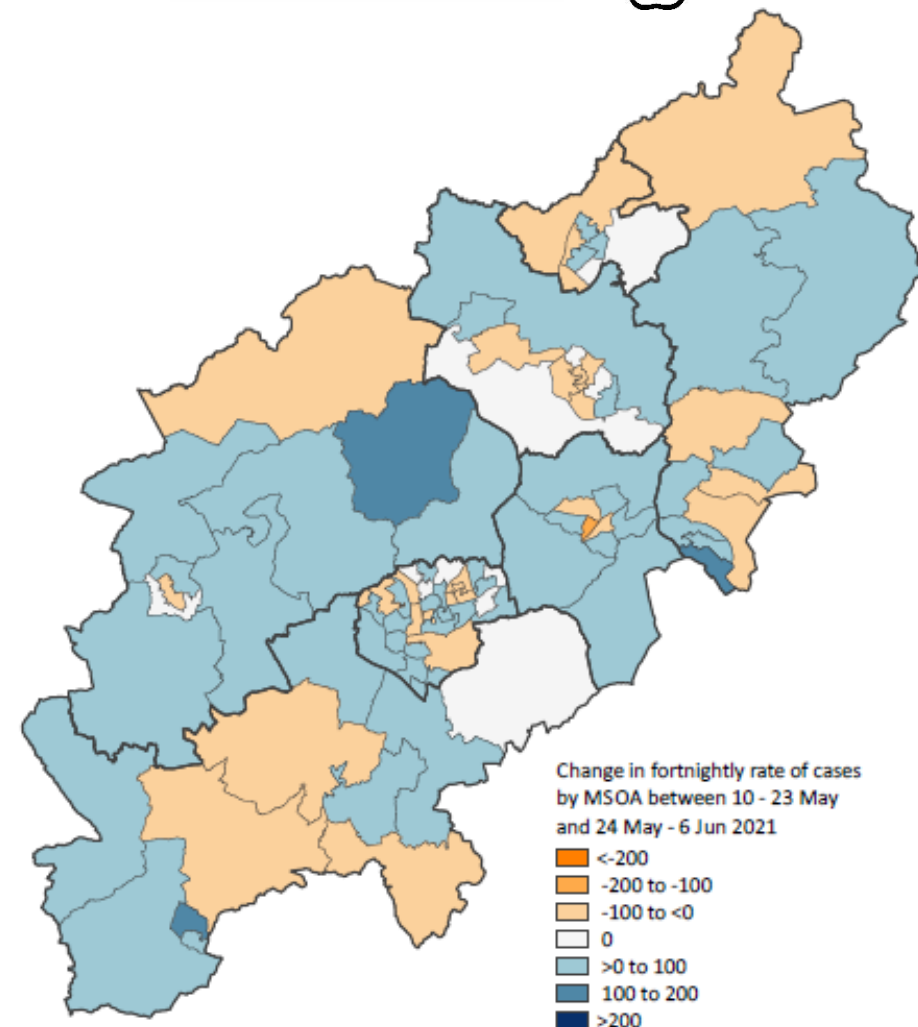 Change in fortnightly rate of cases
by MSOA between 10 - 23 May
and 24 May - 6 Jun 2021
<-200
-200 to -100
-100 to <0
0
>0 to 100
100 to 200
>200